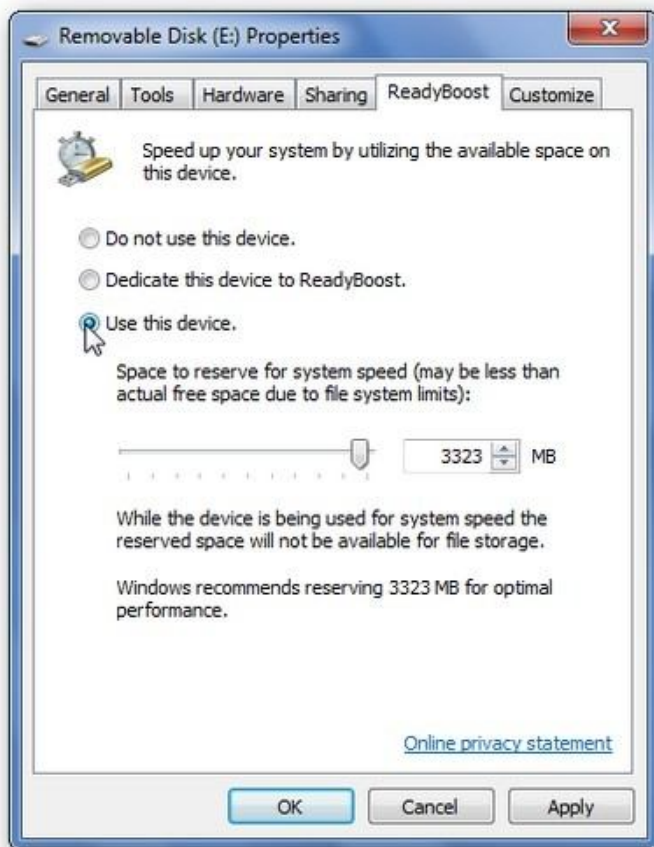 Removable Disk (E:) Properties
General Tools Hardware Sharing ReadyBoost Customize
Speed up your system by utilizing the available space on
this device.
Do not use this device.
Dedicate this device to ReadyBoost.
Use this device.
Space to reserve for system speed (may be less than
actual free space due to file system limits):
3323 MB
While the device is being used for system speed the
reserved space will not be available for file storage.
Windows recommends reserving 3323 MB for optimal
performance.
Online privacy statement
OK Cancel Apply